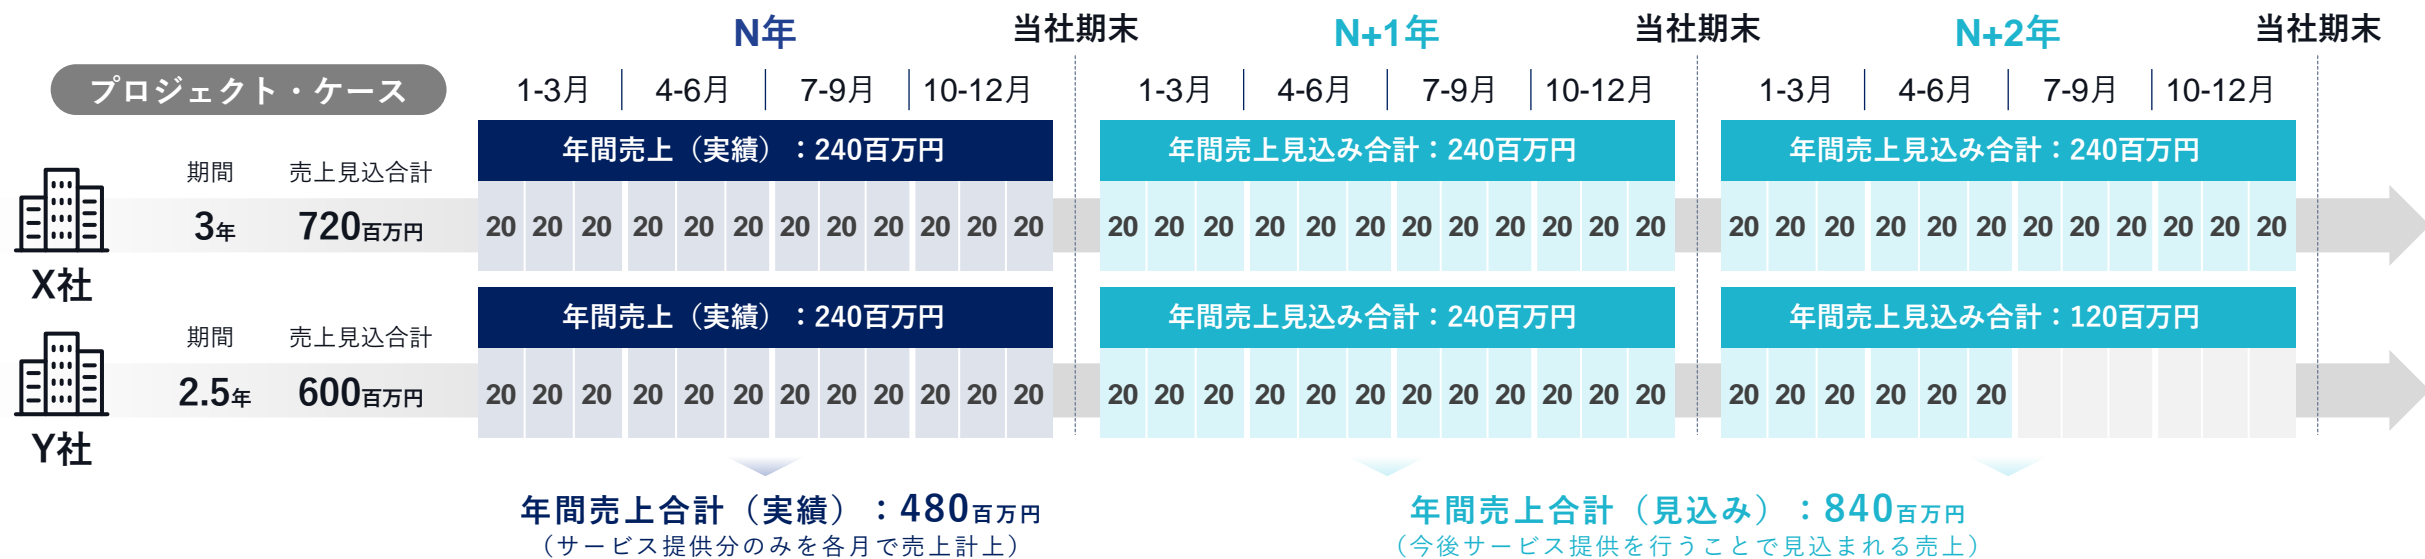 N年 当社期末 N+1年 当社期末 N+2年 当社期末
プロジェクト・ケース 1-3月 4-6月 7-9月 10-12月 1-3月 4-6月 7-9月 10-12月 1-3月 4-6月 7-9月 10-12月
年間売上（実績）：240百万円 年間売上見込み合計：240百万円 年間売上見込み合計：240百万円
期間 売上見込合計
3年 720百万円 20 20 20 20 20 20 20 20 20 20 20 20 20 20 20 20 20 20 20 20 20 20 20 20 20 20 20 20 20 20 20 20 20 20 20 20
X社
年間売上（実績）：240百万円 年間売上見込み合計：240百万円 年間売上見込み合計：120百万円
期間 売上見込合計
2.5年 600百万円 20 20 20 20 20 20 20 20 20 20 20 20 20 20 20 20 20 20 20 20 20 20 20 20 20 20 20 20 20 20
Y社
年間売上合計（実績）：480百万円 年間売上合計（見込み）：840百万円
（サービス提供分のみを各月で売上計上） （今後サービス提供を行うことで見込まれる売上）